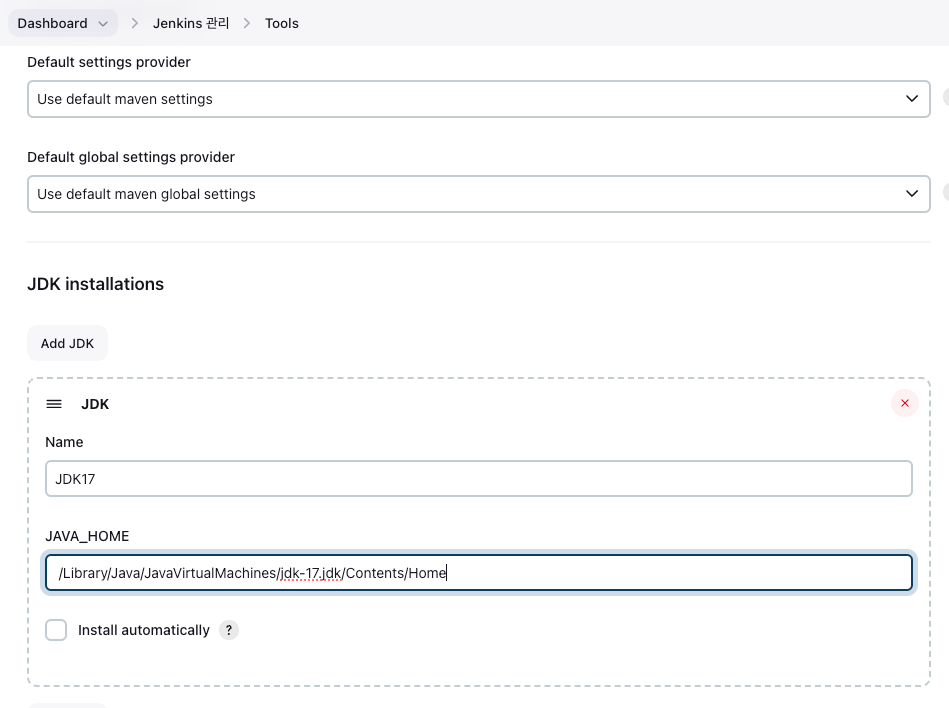 Dashboard
Jenkins 관리
Tools
Default settings provider
Use default maven settings
Default global settings provider
Use default maven global settings
JDK installations
Add JDK
JDK
Name
JDK17
JAVA_HOME
/Library/Java/JavaVirtualMachines/jdk-17.jdk/Contents/Home
Install automatically ?